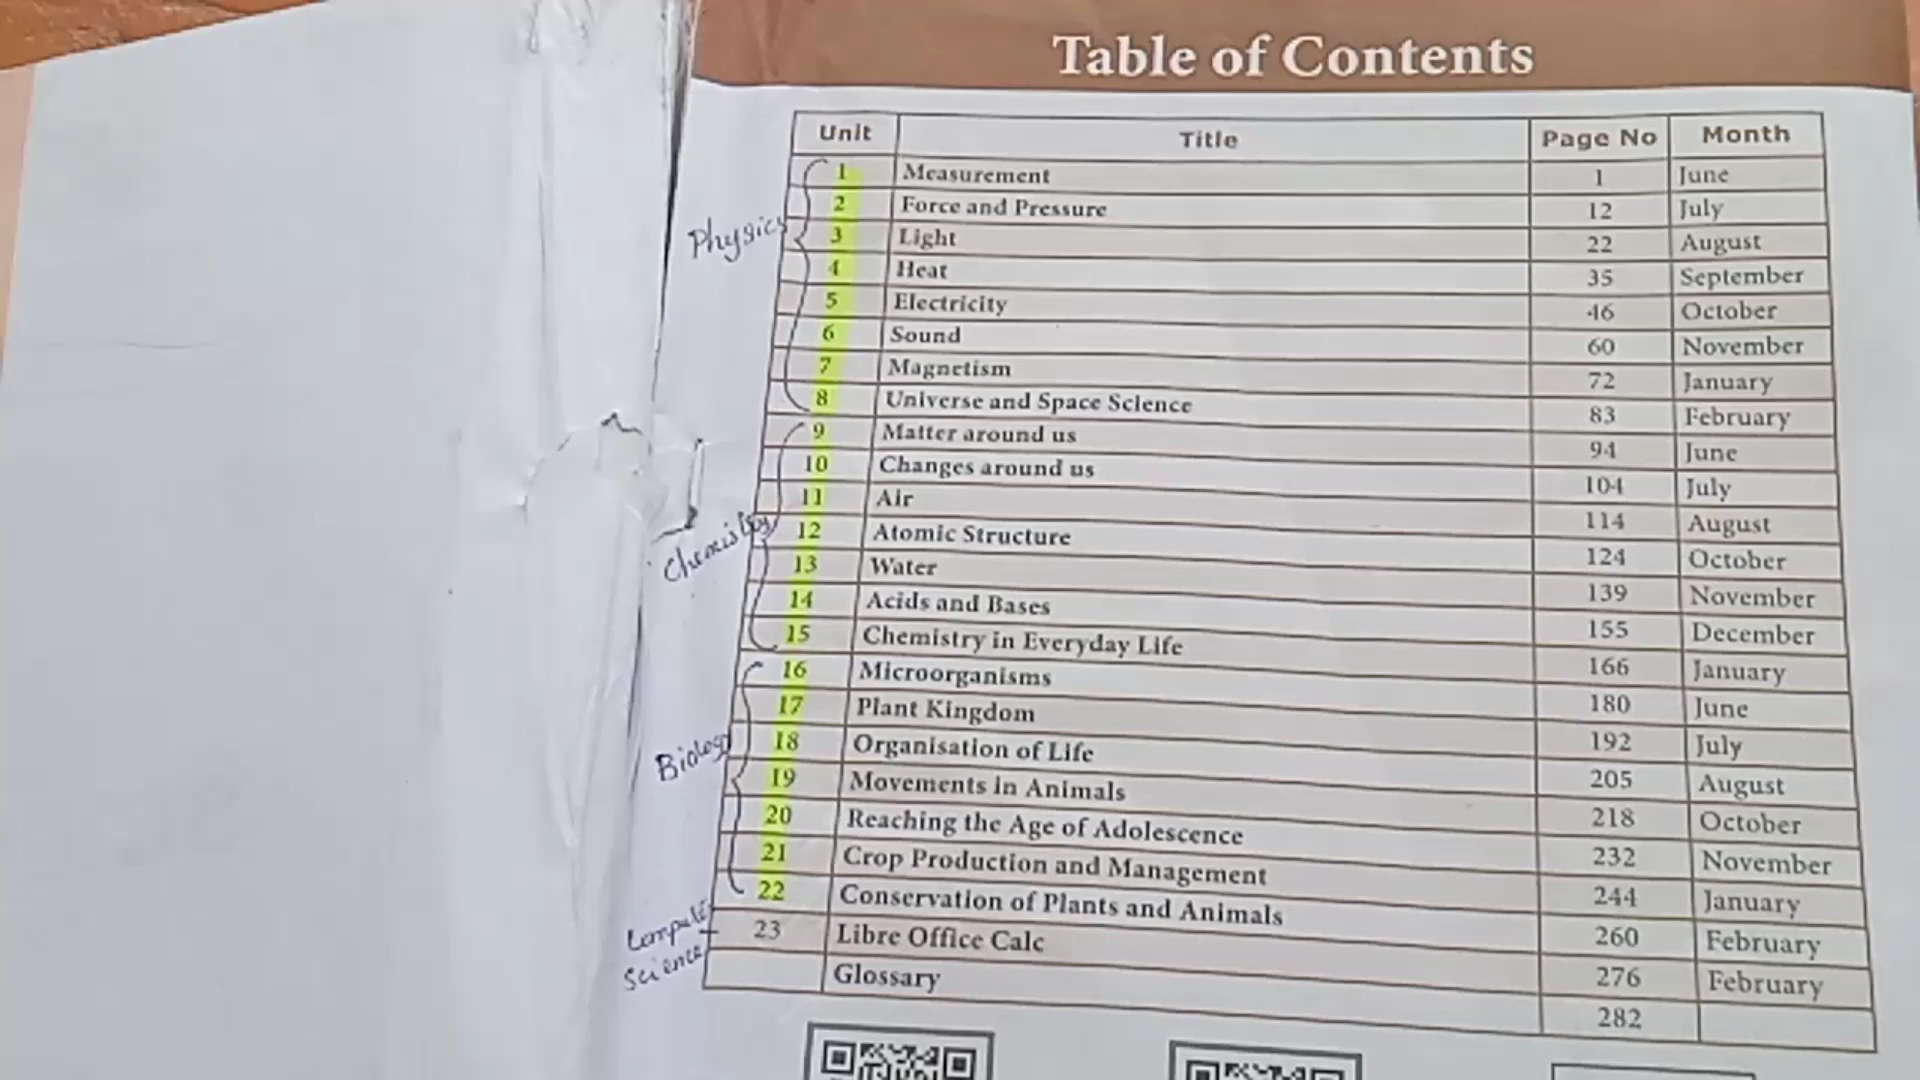 Table of Contents
Unit Title Page No Month
1 Measurement 1 June
2 Force and Pressure 12 July
Physics
3 Light 22 August
4 Heat 35 September
5 Electricity 46 October
6 Sound 60 November
7 Magnetism 72 January
8 Universe and Space Science 83 February
9 Matter around us 94 June
10 Changes around us 104 July
11 Air 114 August
Chemistry
12 Atomic Structure 124 October
13 Water 139 November
14 Acids and Bases 155 December
15 Chemistry in Everyday Life 166 January
16 Microorganisms 180 June
17 Plant Kingdom 192 July
Biology
18 Organisation of Life 205 August
19 Movements in Animals 218 October
20 Reaching the Age of Adolescence 232 November
21 Crop Production and Management 244 January
22 Conservation of Plants and Animals 260 February
Computer
Science
23 Libre Office Calc 276 February
Glossary 282